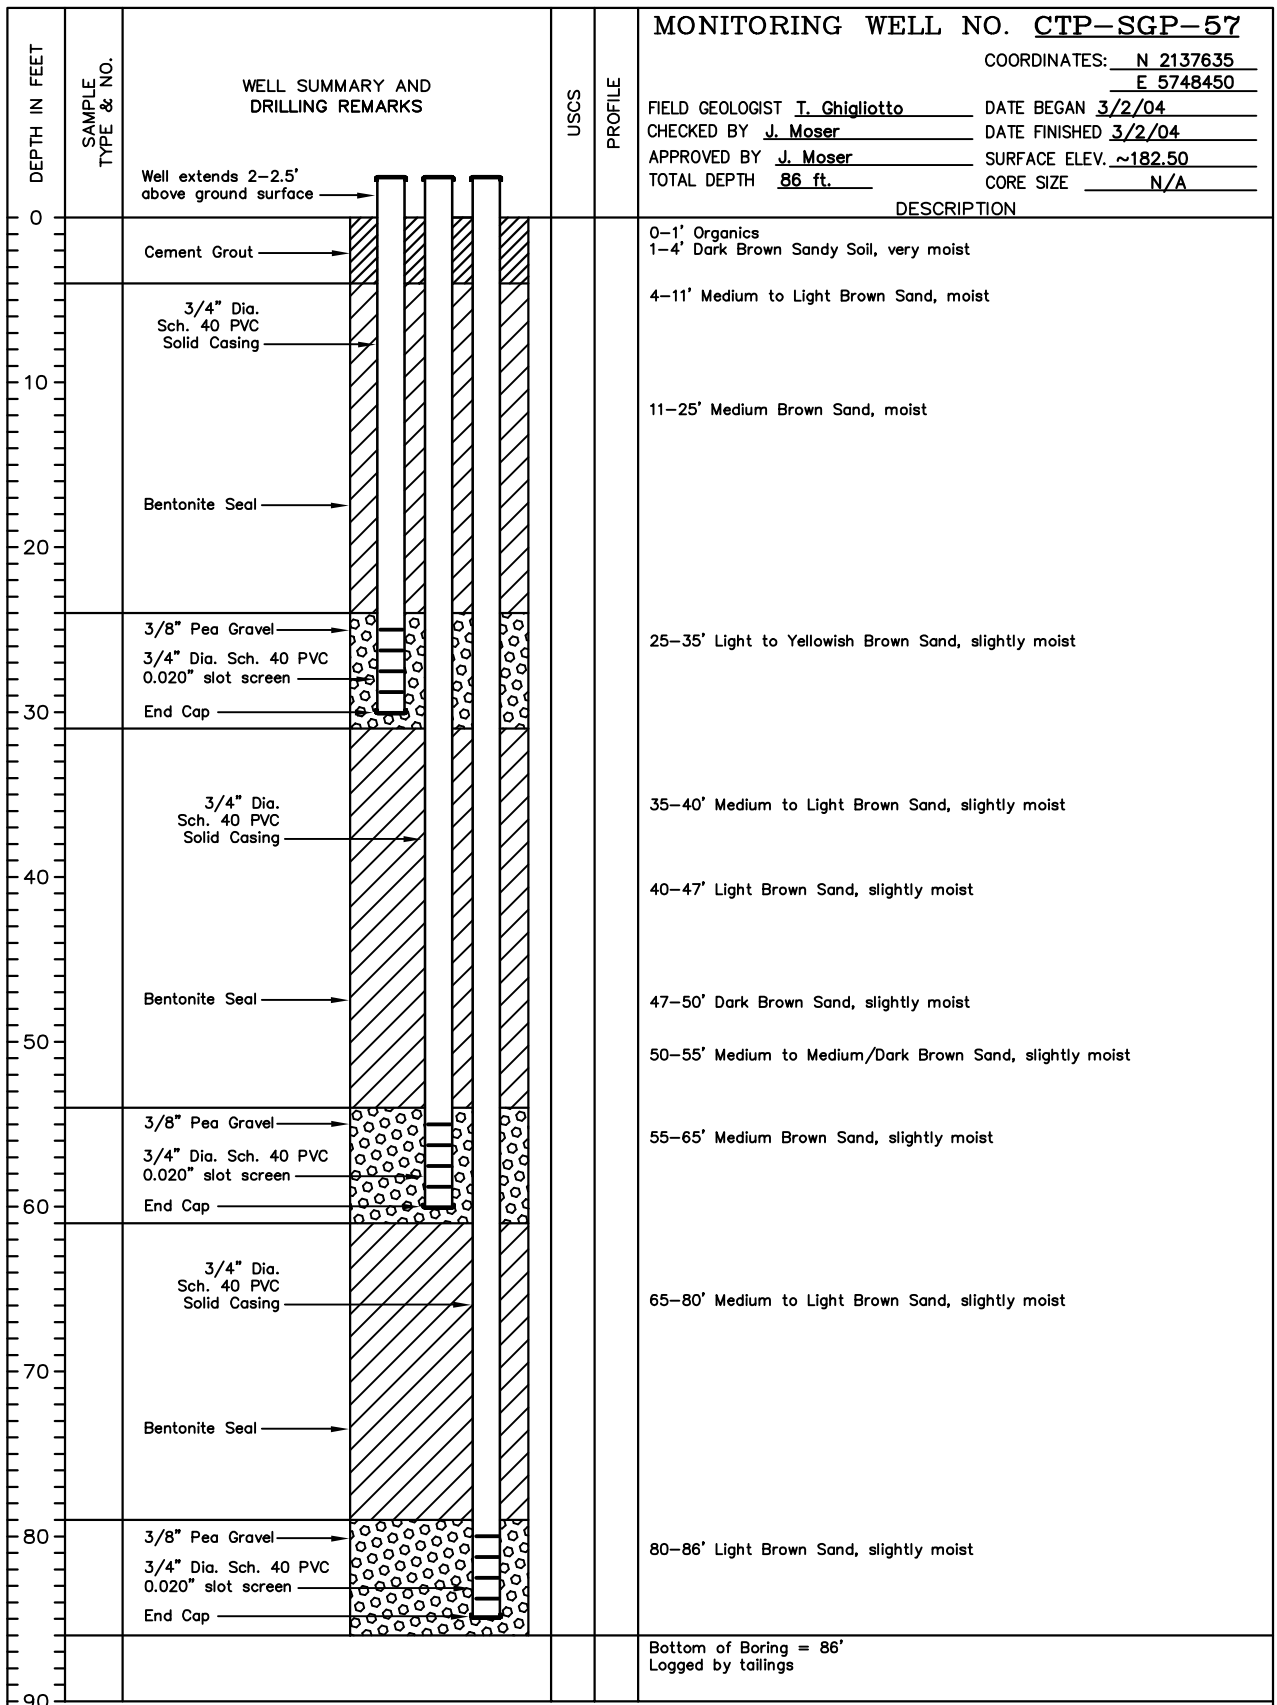 MONITORING WELL NO. CTP-SGP-57
COORDINATES: N 2137635
E 5748450
FIELD GEOLOGIST T. Ghigliotto DATE BEGAN 3/2/04
CHECKED BY J. Moser DATE FINISHED 3/2/04
APPROVED BY J. Moser SURFACE ELEV. ~182.50
TOTAL DEPTH 86 ft. CORE SIZE N/A
DESCRIPTION
DEPTH IN FEET
SAMPLE
TYPE & NO.
WELL SUMMARY AND
DRILLING REMARKS
USCS
PROFILE
Well extends 2-2.5'
above ground surface
0
0-1' Organics
1-4' Dark Brown Sandy Soil, very moist
Cement Grout
4-11' Medium to Light Brown Sand, moist
3/4" Dia.
Sch. 40 PVC
Solid Casing
10
11-25' Medium Brown Sand, moist
Bentonite Seal
20
3/8" Pea Gravel
25-35' Light to Yellowish Brown Sand, slightly moist
3/4" Dia. Sch. 40 PVC
0.020" slot screen
End Cap
30
3/4" Dia.
Sch. 40 PVC
Solid Casing
35-40' Medium to Light Brown Sand, slightly moist
40
40-47' Light Brown Sand, slightly moist
Bentonite Seal
47-50' Dark Brown Sand, slightly moist
50
50-55' Medium to Medium/Dark Brown Sand, slightly moist
3/8" Pea Gravel
55-65' Medium Brown Sand, slightly moist
3/4" Dia. Sch. 40 PVC
0.020" slot screen
End Cap
60
3/4" Dia.
Sch. 40 PVC
Solid Casing
65-80' Medium to Light Brown Sand, slightly moist
70
Bentonite Seal
80
3/8" Pea Gravel
80-86' Light Brown Sand, slightly moist
3/4" Dia. Sch. 40 PVC
0.020" slot screen
End Cap
Bottom of Boring = 86'
Logged by tailings
90